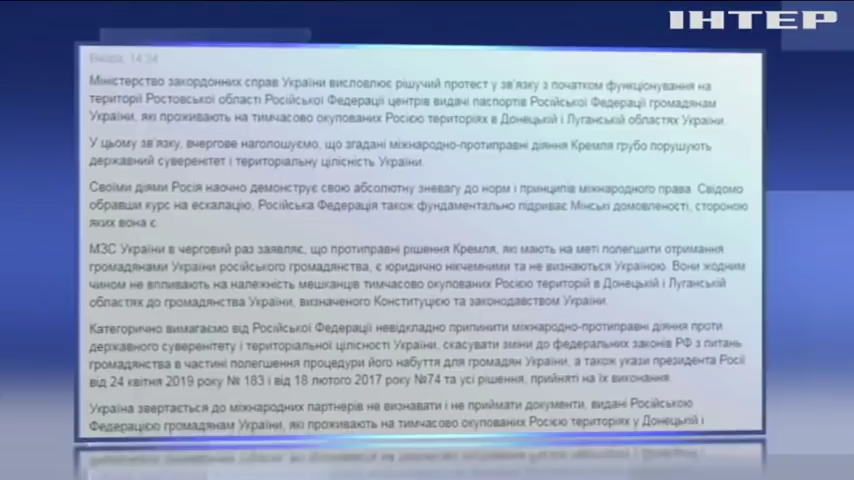 ІНТЕР
Вчора, 14:34
Міністерство закордонних справ України висловлює рішучий протест у зв'язку з початком функціонування на
території Ростовської області Російської Федерації центрів видачі паспортів Російської Федерації громадянам
України, які проживають на тимчасово окупованих Росією територіях в Донецькій і Луганській областях України.
У цьому зв'язку, вчергове наголошуємо, що згадані міжнародно-протиправні діяння Кремля грубо порушують
державний суверенітет і територіальну цілісність України.
Своїми діями Росія наочно демонструє свою абсолютну зневагу до норм і принципів міжнародного права. Свідомо
обравши курс на ескалацію, Російська Федерація також фундаментально підриває Мінські домовленості, стороною
яких вона є.
МЗС України в черговий раз заявляє, що протиправні рішення Кремля, які мають на меті полегшити отримання
громадянами України російського громадянства, є юридично нікчемними та не визнаються Україною. Вони жодним
чином не впливають на належність мешканців тимчасово окупованих Росією територій в Донецькій і Луганській
областях до громадянства України, визначеного Конституцією та законодавством України.
Категорично вимагаємо від Російської Федерації невідкладно припинити міжнародно-протиправні діяння проти
державного суверенітету і територіальної цілісності України, скасувати зміни до федеральних законів РФ з питань
громадянства в частині полегшення процедури його набуття для громадян України, а також укази президента Росії
від 24 квітня 2019 року № 183 і від 18 лютого 2017 року №74 та усі рішення, прийняті на їх виконання.
Україна звертається до міжнародних партнерів не визнавати і не приймати документи, видані Російською
Федерацією громадянам України, які проживають на тимчасово окупованих Росією територіях у Донецькій і